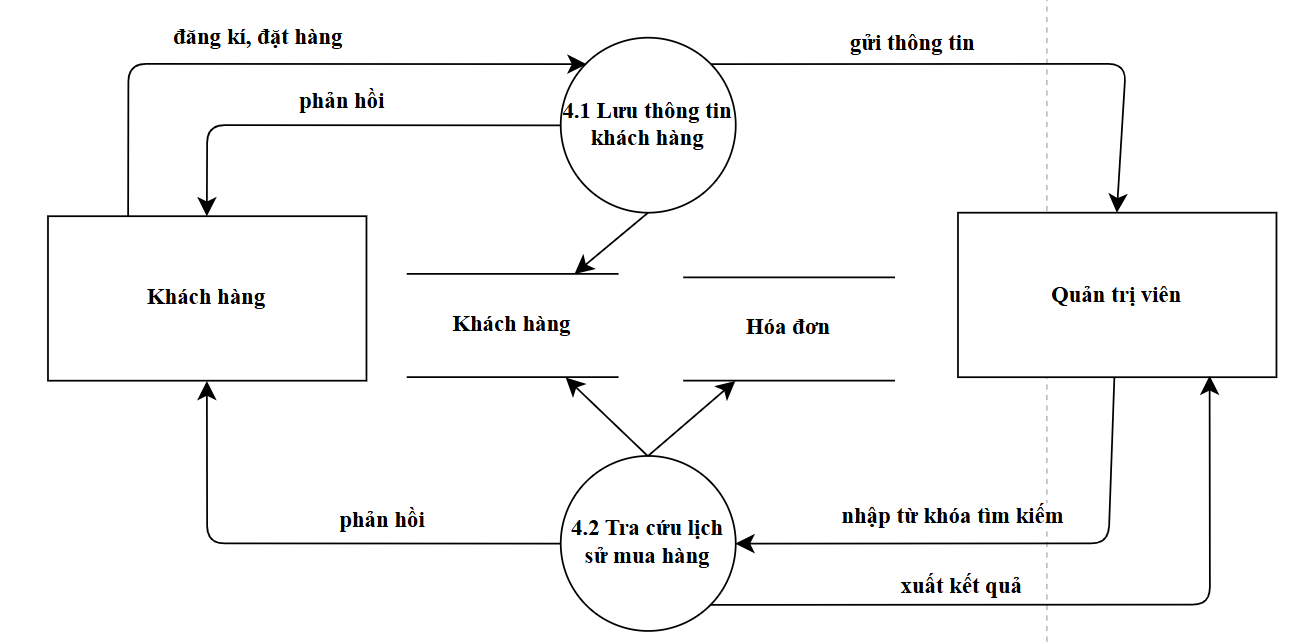 đăng kí, đặt hàng
gửi thông tin
phản hồi
4.1 Lưu thông tin
khách hàng
Khách hàng
Khách hàng
Hóa đơn
Quản trị viên
phản hồi
4.2 Tra cứu lịch
sử mua hàng
nhập từ khóa tìm kiếm
xuất kết quả